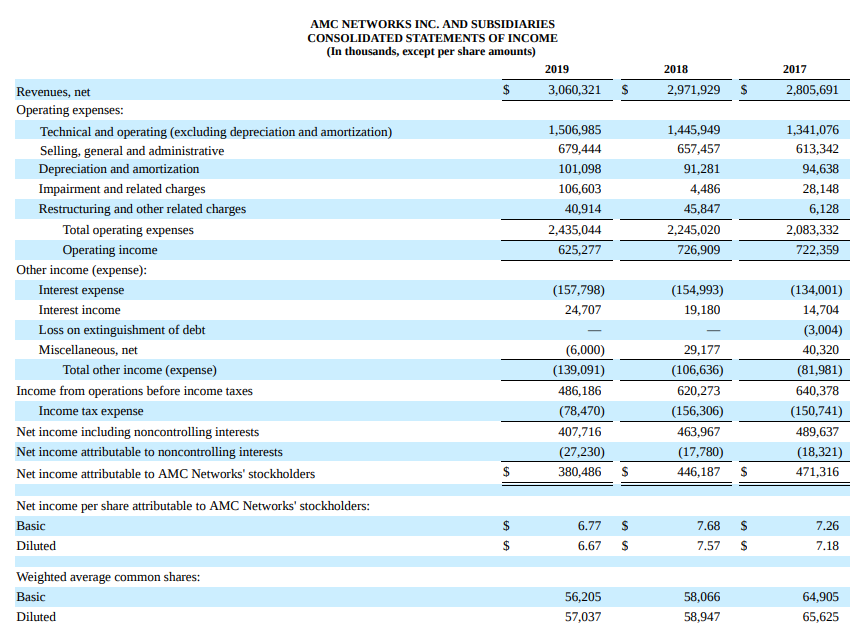 AMC NETWORKS INC. AND SUBSIDIARIES
CONSOLIDATED STATEMENTS OF INCOME
(In thousands, except per share amounts)
2019 2018 2017
Revenues, net $ 3,060,321 $ 2,971,929 $ 2,805,691
Operating expenses:
Technical and operating (excluding depreciation and amortization) 1,506,985 1,445,949 1,341,076
Selling, general and administrative 679,444 657,457 613,342
Depreciation and amortization 101,098 91,281 94,638
Impairment and related charges 106,603 4,486 28,148
Restructuring and other related charges 40,914 45,847 6,128
Total operating expenses 2,435,044 2,245,020 2,083,332
Operating income 625,277 726,909 722,359
Other income (expense):
Interest expense (157,798) (154,993) (134,001)
Interest income 24,707 19,180 14,704
Loss on extinguishment of debt — — (3,004)
Miscellaneous, net (6,000) 29,177 40,320
Total other income (expense) (139,091) (106,636) (81,981)
Income from operations before income taxes 486,186 620,273 640,378
Income tax expense (78,470) (156,306) (150,741)
Net income including noncontrolling interests 407,716 463,967 489,637
Net income attributable to noncontrolling interests (27,230) (17,780) (18,321)
Net income attributable to AMC Networks' stockholders $ 380,486 $ 446,187 $ 471,316
Net income per share attributable to AMC Networks' stockholders:
Basic $ 6.77 $ 7.68 $ 7.26
Diluted $ 6.67 $ 7.57 $ 7.18
Weighted average common shares:
Basic 56,205 58,066 64,905
Diluted 57,037 58,947 65,625